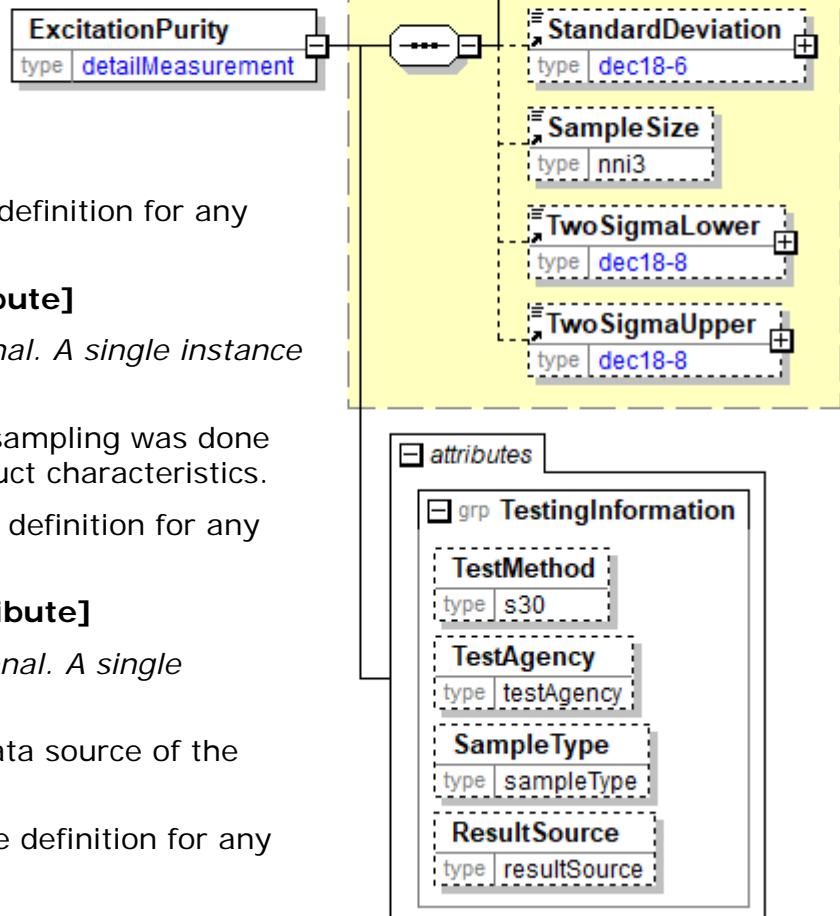 ExcitationPurity
type detailMeasurement
StandardDeviation
type dec18-6
SampleSize
type nni3
TwoSigmaLower
type dec18-8
TwoSigmaUpper
type dec18-8
definition for any
bute]
nal. A single instance
sampling was done
uct characteristics.
definition for any
ibute]
onal. A single
ata source of the
e definition for any
attributes
grp TestingInformation
TestMethod
type s30
TestAgency
type testAgency
SampleType
type sampleType
ResultSource
type resultSource